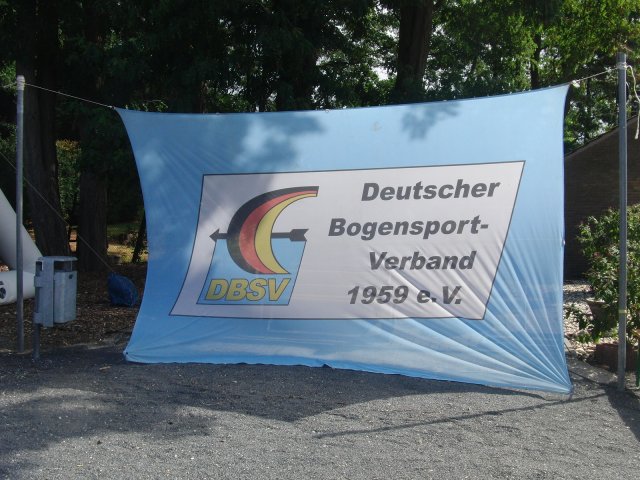 Deutscher
Bogensport-
Verband
1959 e. V.
DBSV